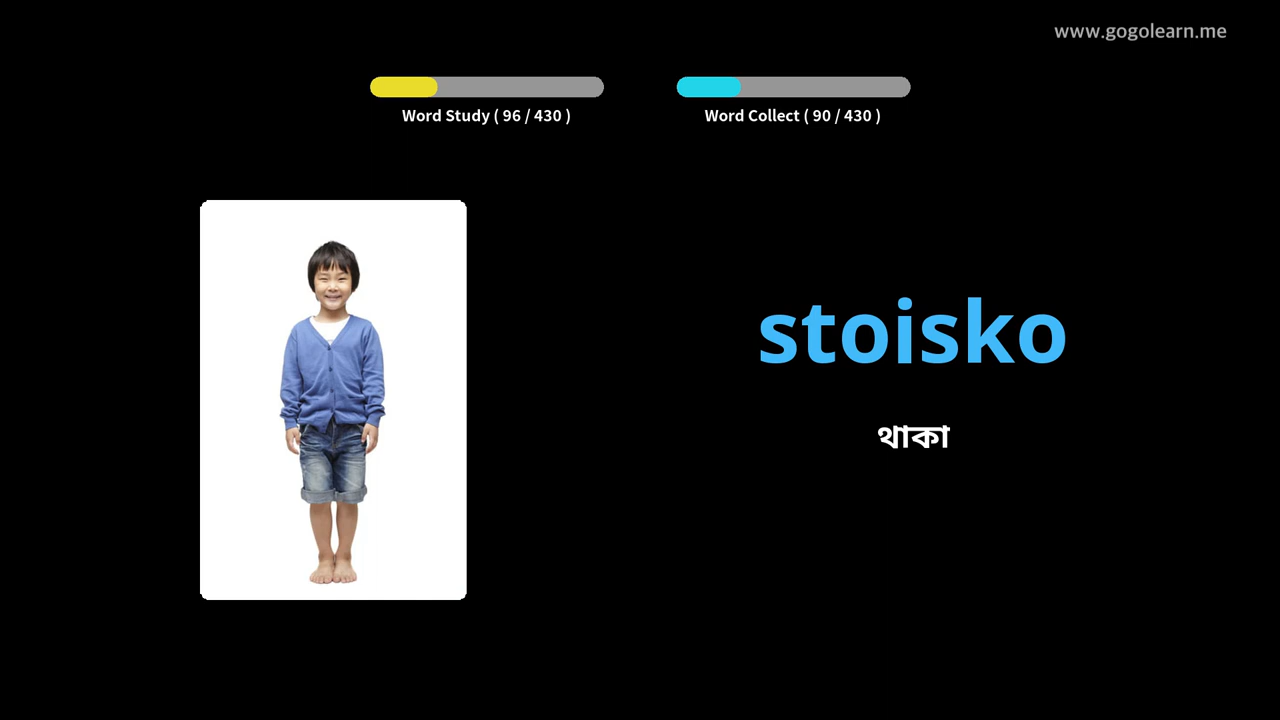 www.gogolearn.me
Word Study ( 96 / 430 )
Word Collect ( 90 / 430 )
stoisko
থাকা